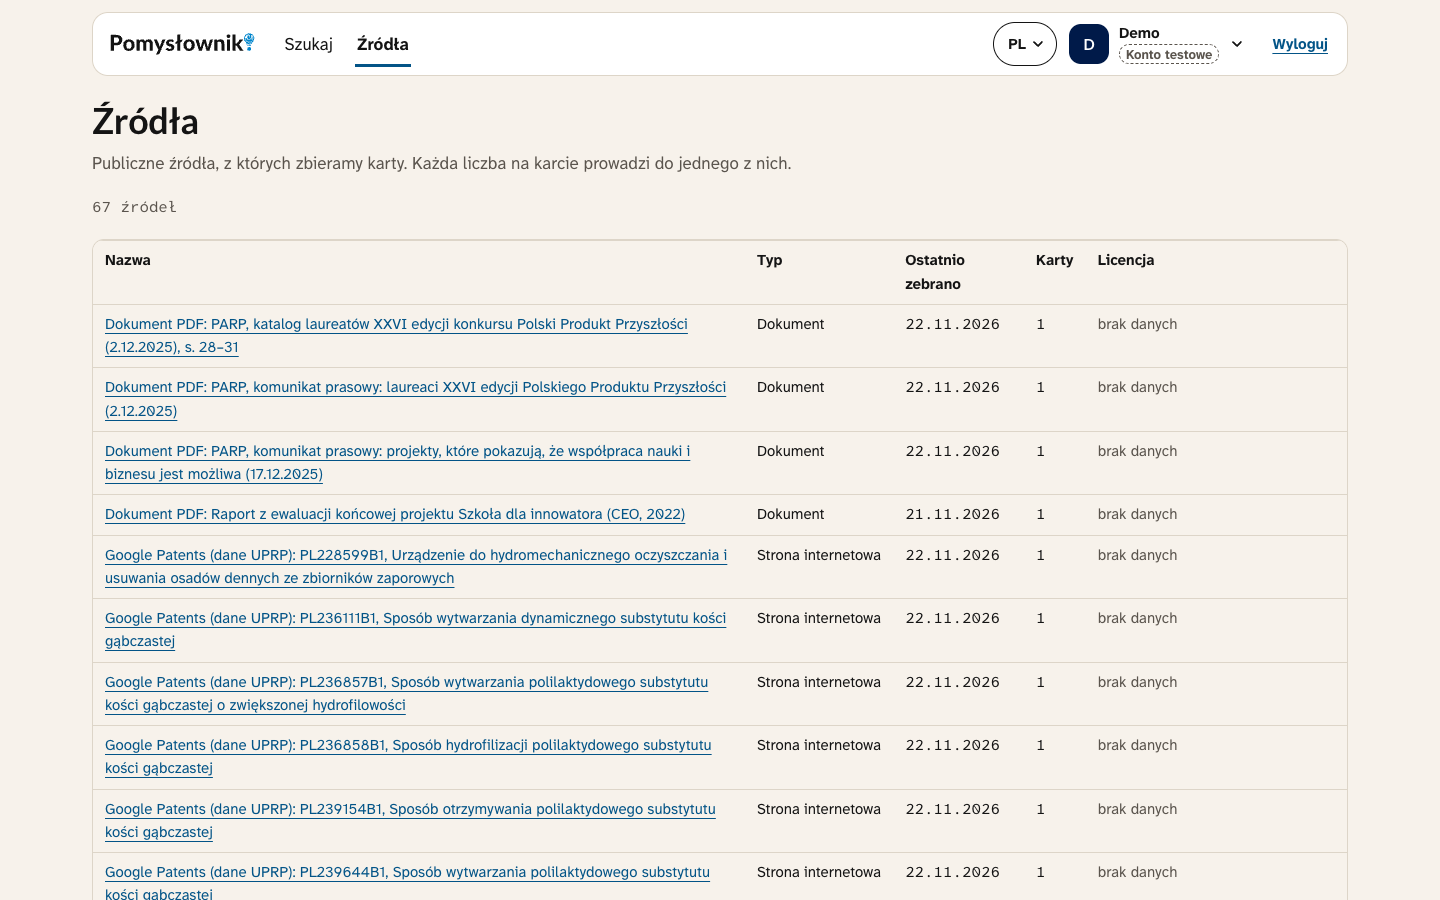 Pomysłownik
Szukaj
Źródła
PL
D
Demo
Konto testowe
Wyloguj
Źródła
Publiczne źródła, z których zbieramy karty. Każda liczba na karcie prowadzi do jednego z nich.
67 źródeł
Nazwa Typ Ostatnio zebrano Karty Licencja
Dokument PDF: PARP, katalog laureatów XXVI edycji konkursu Polski Produkt Przyszłości
(2.12.2025), s. 28–31
Dokument 22.11.2026 1 brak danych
Dokument PDF: PARP, komunikat prasowy: laureaci XXVI edycji Polskiego Produktu Przyszłości
(2.12.2025)
Dokument 22.11.2026 1 brak danych
Dokument PDF: PARP, komunikat prasowy: projekty, które pokazują, że współpraca nauki i
biznesu jest możliwa (17.12.2025)
Dokument 22.11.2026 1 brak danych
Dokument PDF: Raport z ewaluacji końcowej projektu Szkoła dla innowatora (CEO, 2022)
Dokument 21.11.2026 1 brak danych
Google Patents (dane UPRP): PL228599B1, Urządzenie do hydromechanicznego oczyszczania i
usuwania osadów dennych ze zbiorników zaporowych
Strona internetowa 22.11.2026 1 brak danych
Google Patents (dane UPRP): PL236111B1, Sposób wytwarzania dynamicznego substytutu kości
gąbczastej
Strona internetowa 22.11.2026 1 brak danych
Google Patents (dane UPRP): PL236857B1, Sposób wytwarzania polilaktydowego substytutu
kości gąbczastej o zwiększonej hydrofilowości
Strona internetowa 22.11.2026 1 brak danych
Google Patents (dane UPRP): PL236858B1, Sposób hydrofilizacji polilaktydowego substytutu
kości gąbczastej
Strona internetowa 22.11.2026 1 brak danych
Google Patents (dane UPRP): PL239154B1, Sposób otrzymywania polilaktydowego substytutu
kości gąbczastej
Strona internetowa 22.11.2026 1 brak danych
Google Patents (dane UPRP): PL239644B1, Sposób wytwarzania polilaktydowego substytutu
kości gąbczastej
Strona internetowa 22.11.2026 1 brak danych